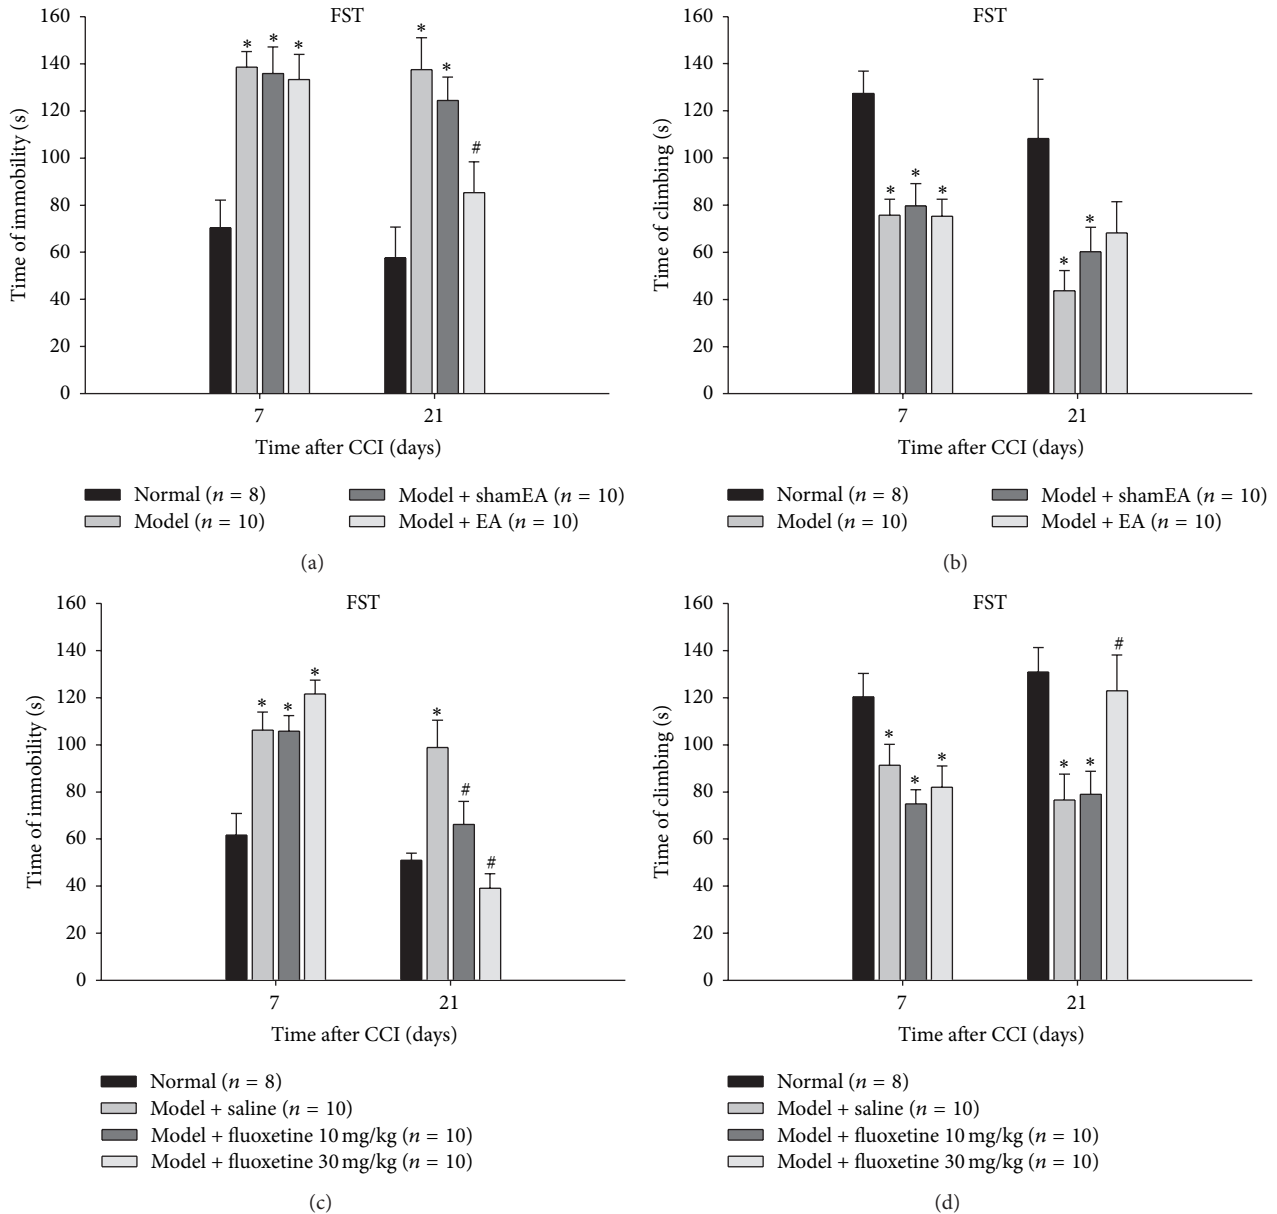 FST
160
140
120
100
80
60
40
20
0
Time of immobility (s)
* * *
* * #
7 21
Time after CCI (days)
Normal (n = 8)
Model (n = 10)
Model + shamEA (n = 10)
Model + EA (n = 10)
(a)
FST
160
140
120
100
80
60
40
20
0
Time of climbing (s)
* * *
* *
7 21
Time after CCI (days)
Normal (n = 8)
Model (n = 10)
Model + shamEA (n = 10)
Model + EA (n = 10)
(b)
FST
160
140
120
100
80
60
40
20
0
Time of immobility (s)
* * *
* # #
7 21
Time after CCI (days)
Normal (n = 8)
Model + saline (n = 10)
Model + fluoxetine 10 mg/kg (n = 10)
Model + fluoxetine 30 mg/kg (n = 10)
(c)
FST
160
140
120
100
80
60
40
20
0
Time of climbing (s)
* * *
* * #
7 21
Time after CCI (days)
Normal (n = 8)
Model + saline (n = 10)
Model + fluoxetine 10 mg/kg (n = 10)
Model + fluoxetine 30 mg/kg (n = 10)
(d)